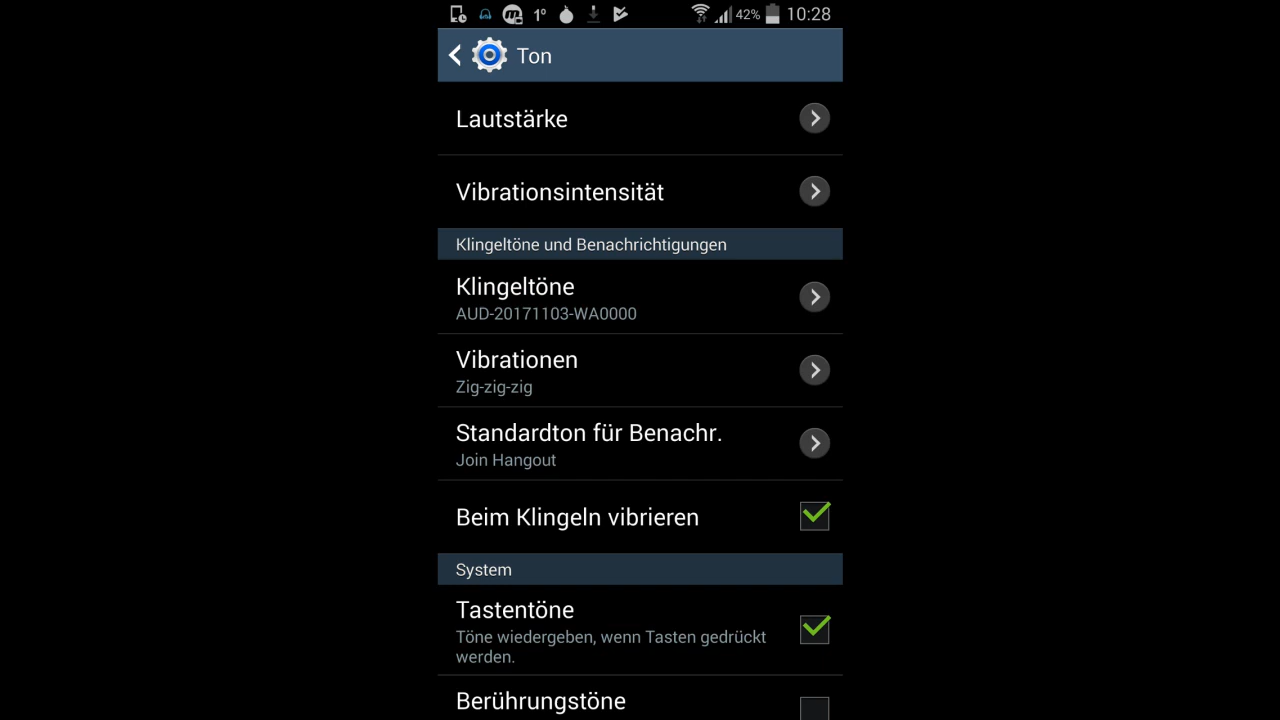 1° 42% 10:28
Ton
Lautstärke
Vibrationsintensität
Klingeltöne und Benachrichtigungen
Klingeltöne
AUD-20171103-WA0000
Vibrationen
Zig-zig-zig
Standardton für Benachr.
Join Hangout
Beim Klingeln vibrieren
System
Tastentöne
Töne wiedergeben, wenn Tasten gedrückt
werden.
Berührungstöne